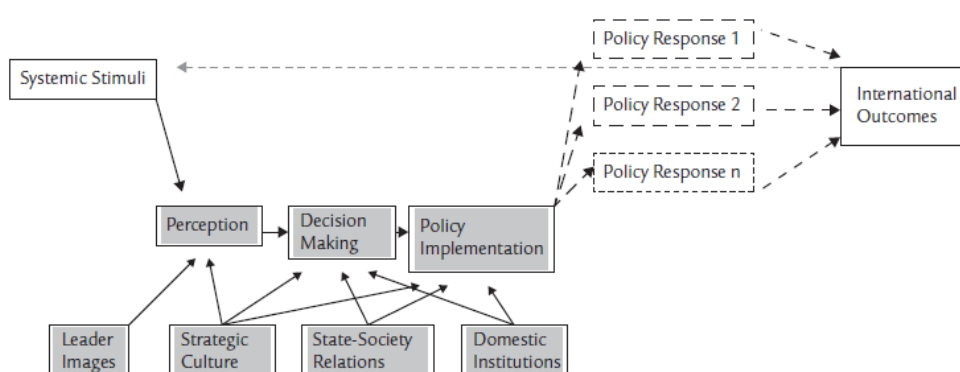 Policy Response 1
Systemic Stimuli
Policy Response 2
International
Outcomes
Policy Response n
Perception
Decision
Making
Policy
Implementation
Leader
Images
Strategic
Culture
State-Society
Relations
Domestic
Institutions